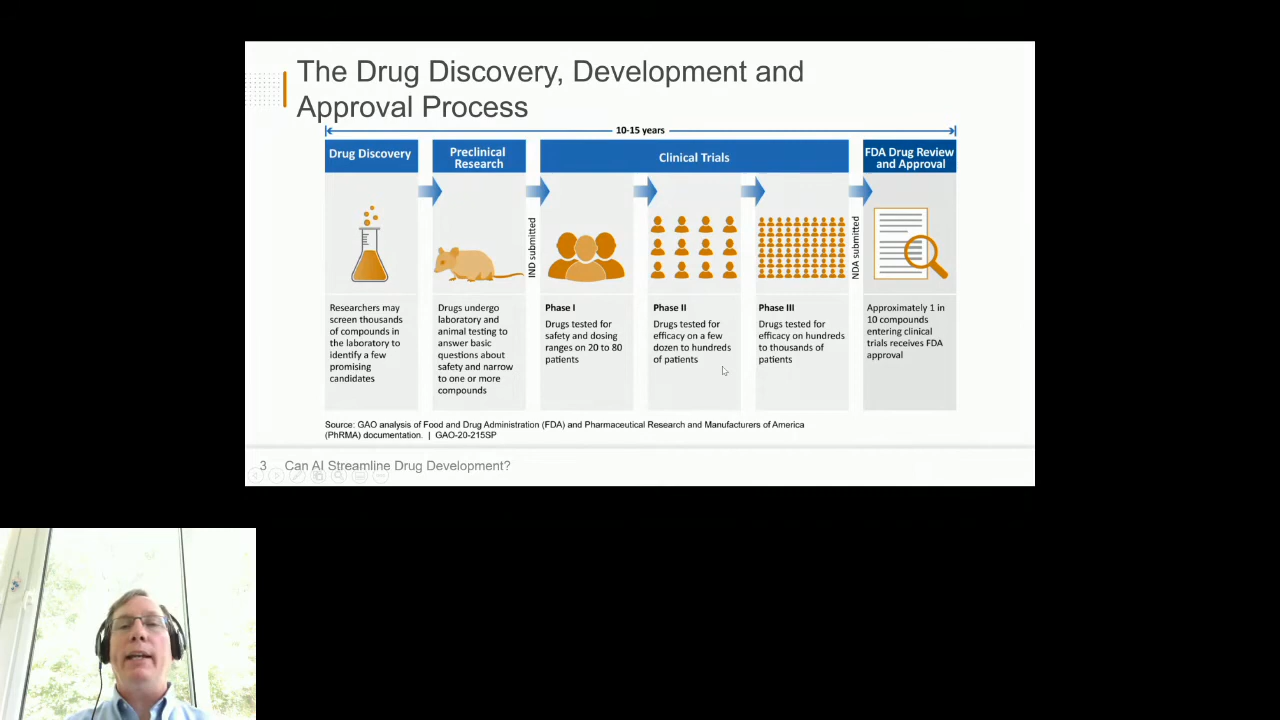 The Drug Discovery, Development and
Approval Process
10-15 years
Drug Discovery
Preclinical
Research
Clinical Trials
FDA Drug Review
and Approval
IND submitted
NDA submitted
Researchers may
screen thousands
of compounds in
the laboratory to
identify a few
promising
candidates
Drugs undergo
laboratory and
animal testing to
answer basic
questions about
safety and narrow
to one or more
compounds
Phase I
Drugs tested for
safety and dosing
ranges on 20 to 80
patients
Phase II
Drugs tested for
efficacy on a few
dozen to hundreds
of patients
Phase III
Drugs tested for
efficacy on hundreds
to thousands of
patients
Approximately 1 in
10 compounds
entering clinical
trials receives FDA
approval
Source: GAO analysis of Food and Drug Administration (FDA) and Pharmaceutical Research and Manufacturers of America
(PhRMA) documentation. | GAO-20-215SP
3 Can AI Streamline Drug Development?